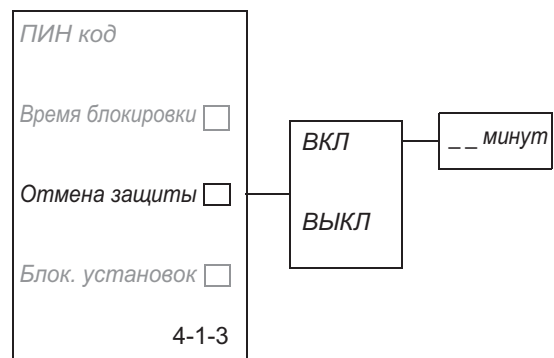 ПИН код
Время блокировки
ВКЛ
_ _ минут
Отмена защиты
ВЫКЛ
Блок. установок
4-1-3